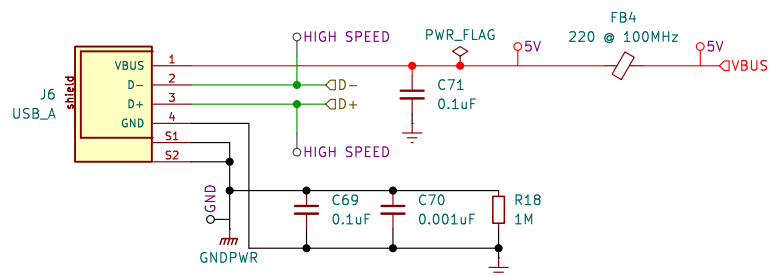 FB4
220 @ 100MHz
HIGH SPEED
PWR_FLAG
5V
5V
VBUS
J6
USB_A
shield
VBUS
1
D-
2
D-
D+
3
D+
GND
4
S1
S2
C71
0.1uF
HIGH SPEED
GND
GNDPWR
C69
0.1uF
C70
0.001uF
R18
1M